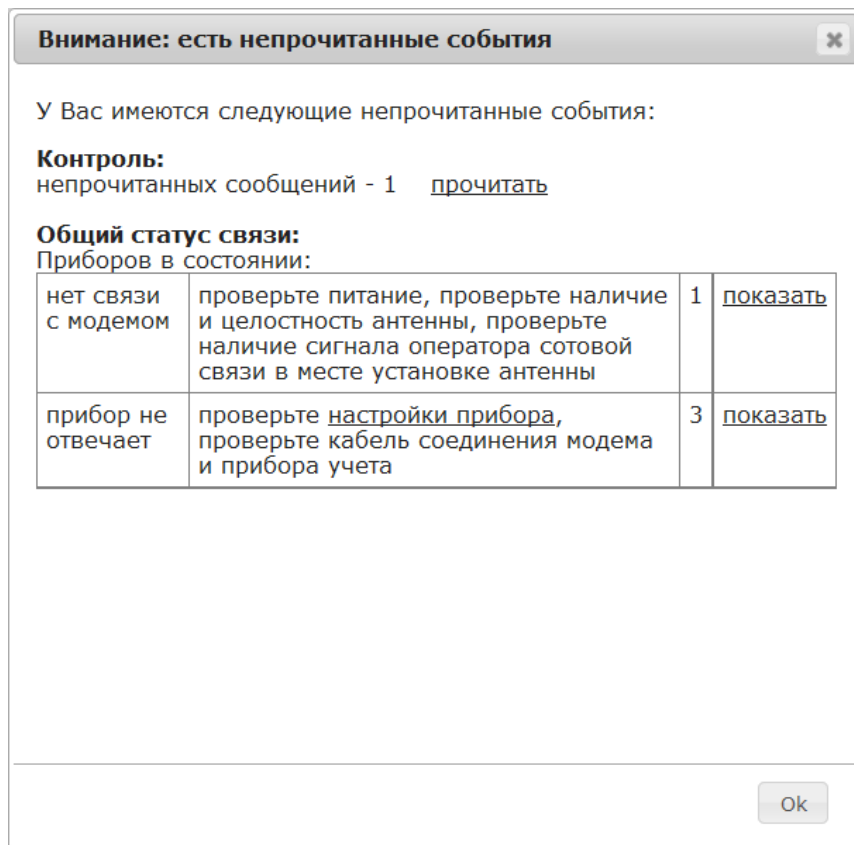 Внимание: есть непрочитанные события
У Вас имеются следующие непрочитанные события:
Контроль:
непрочитанных сообщений - 1 прочитать
Общий статус связи:
Приборов в состоянии:
нет связи
с модемом
проверьте питание, проверьте наличие
и целостность антенны, проверьте
наличие сигнала оператора сотовой
связи в месте установке антенны
1
показать
прибор не
отвечает
проверьте настройки прибора,
проверьте кабель соединения модема
и прибора учета
3
показать
Ok